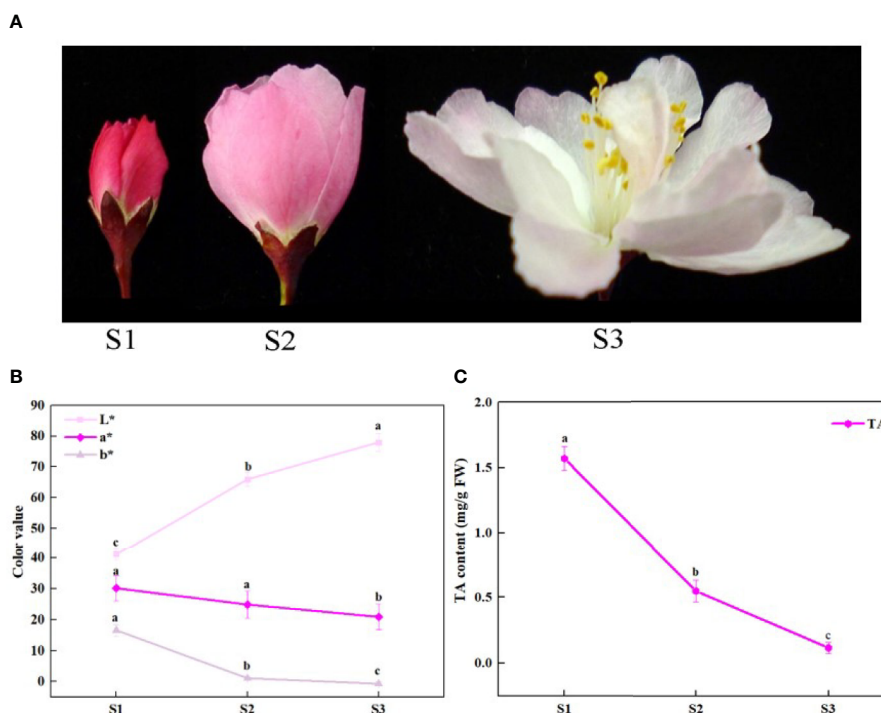 A
S1 S2 S3
B
90
80
70
60
50
40
30
20
10
0
Color value
L*
a*
b*
c
b
a
a
a
b
a
b
c
S1 S2 S3
C
2.0
1.5
1.0
0.5
0.0
TA content (mg/g FW)
TA
a
b
c
S1 S2 S3